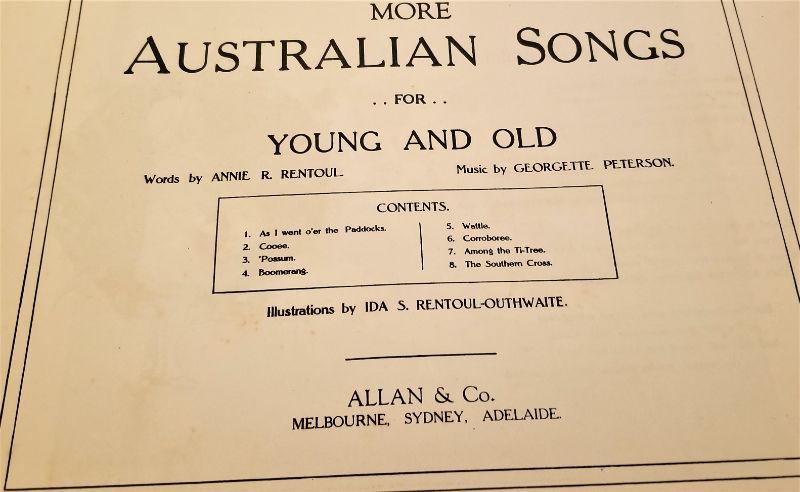 MORE
AUSTRALIAN SONGS
. . FOR . .
YOUNG AND OLD
Words by ANNIE R. RENTOUL. Music by GEORGETTE PETERSON.
CONTENTS.
1. As I went o'er the Paddocks.
2. Cooee.
3. 'Possum.
4. Boomerang.
5. Wattle.
6. Corroboree.
7. Among the Ti-Tree.
8. The Southern Cross.
Illustrations by IDA S. RENTOUL-OUTHWAITE.
ALLAN & Co.
MELBOURNE, SYDNEY, ADELAIDE.